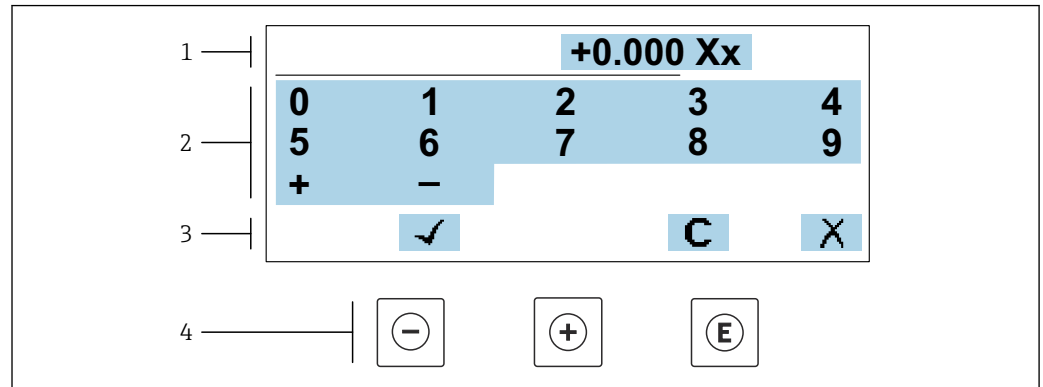 1 +0.000 Xx
0 1 2 3 4
2 5 6 7 8 9
+ −
3 ✓ C X
4 − + E